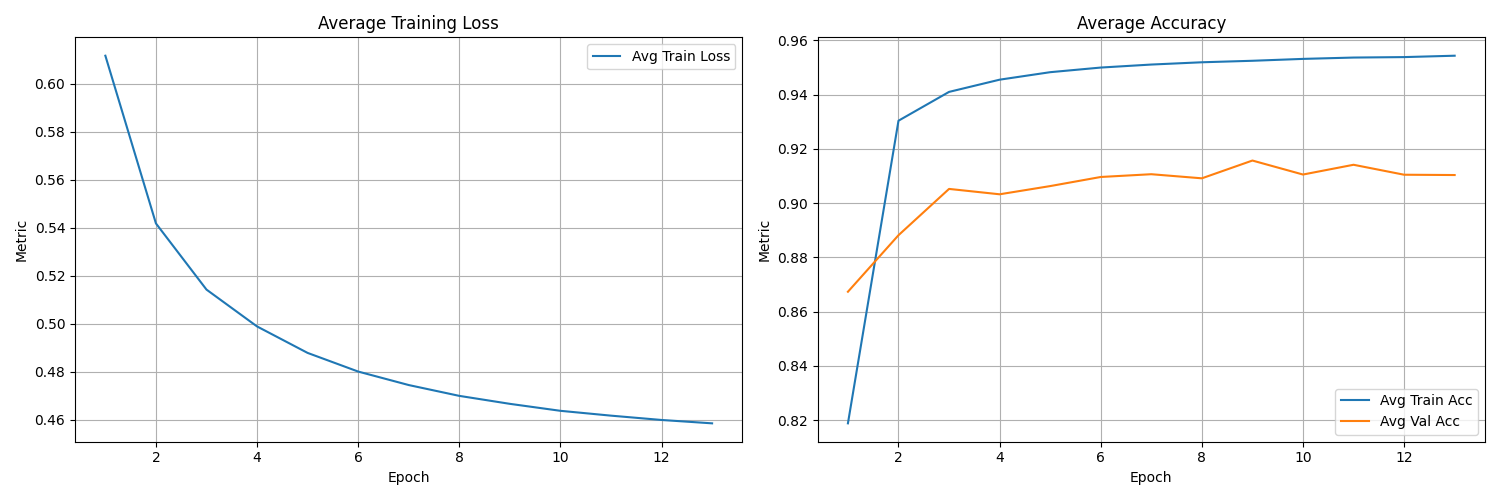 Average Training Loss
Avg Train Loss
0.60
0.58
0.56
0.54
0.52
0.50
0.48
0.46
Metric
2 4 6 8 10 12
Epoch
Average Accuracy
0.96
0.94
0.92
0.90
0.88
0.86
0.84
0.82
Metric
Avg Train Acc
Avg Val Acc
2 4 6 8 10 12
Epoch